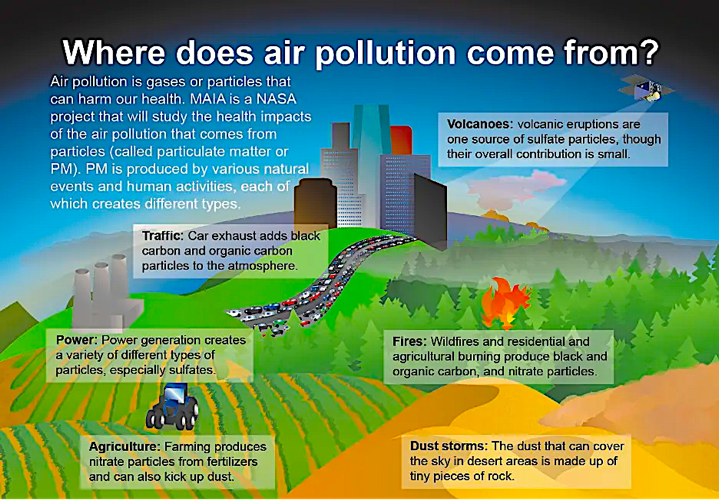 Where does air pollution come from?
Air pollution is gases or particles that
can harm our health. MAIA is a NASA
project that will study the health impacts
of the air pollution that comes from
particles (called particulate matter or
PM). PM is produced by various natural
events and human activities, each of
which creates different types.
Volcanoes: volcanic eruptions are
one source of sulfate particles, though
their overall contribution is small.
Traffic: Car exhaust adds black
carbon and organic carbon
particles to the atmosphere.
Power: Power generation creates
a variety of different types of
particles, especially sulfates.
Fires: Wildfires and residential and
agricultural burning produce black and
organic carbon, and nitrate particles.
Agriculture: Farming produces
nitrate particles from fertilizers
and can also kick up dust.
Dust storms: The dust that can cover
the sky in desert areas is made up of
tiny pieces of rock.